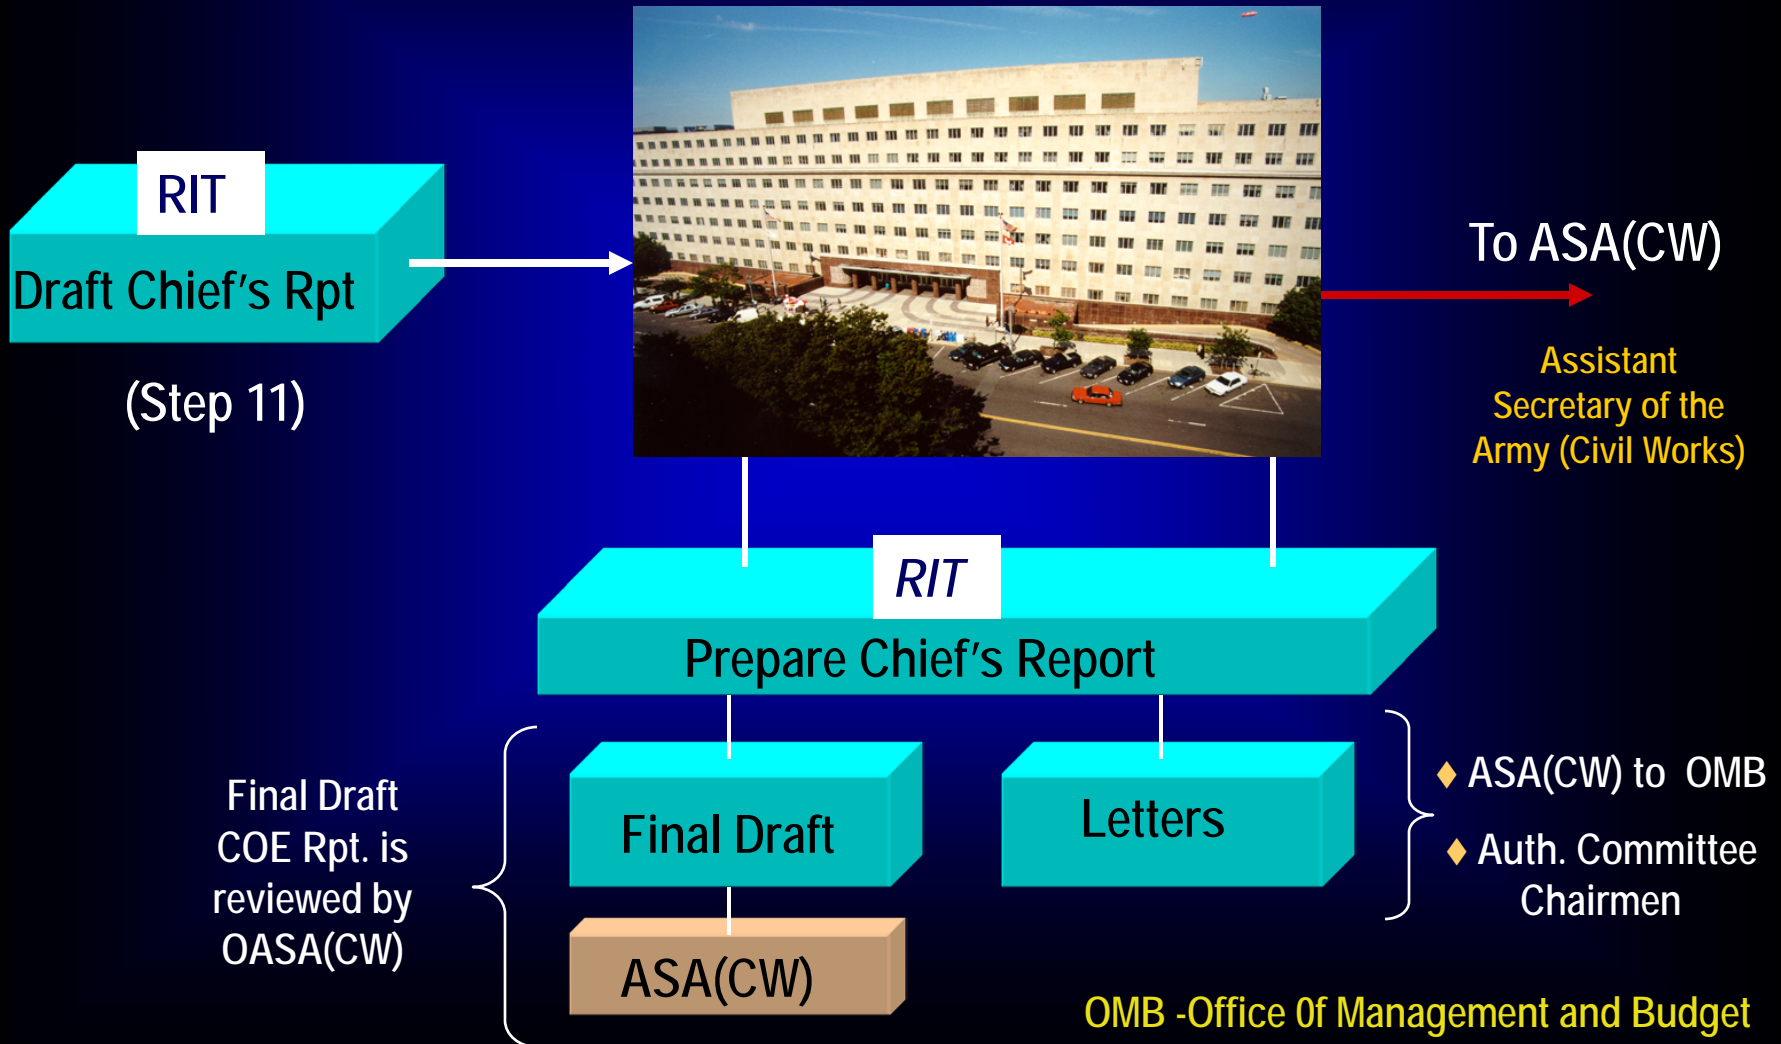 RIT
Draft Chief's Rpt
(Step 11)
To ASA(CW)
Assistant
Secretary of the
Army (Civil Works)
RIT
Prepare Chief's Report
Final Draft
COE Rpt. is
reviewed by
OASA(CW)
Final Draft
ASA(CW)
Letters
♦ ASA(CW) to OMB
♦ Auth. Committee
Chairmen
OMB -Office 0f Management and Budget